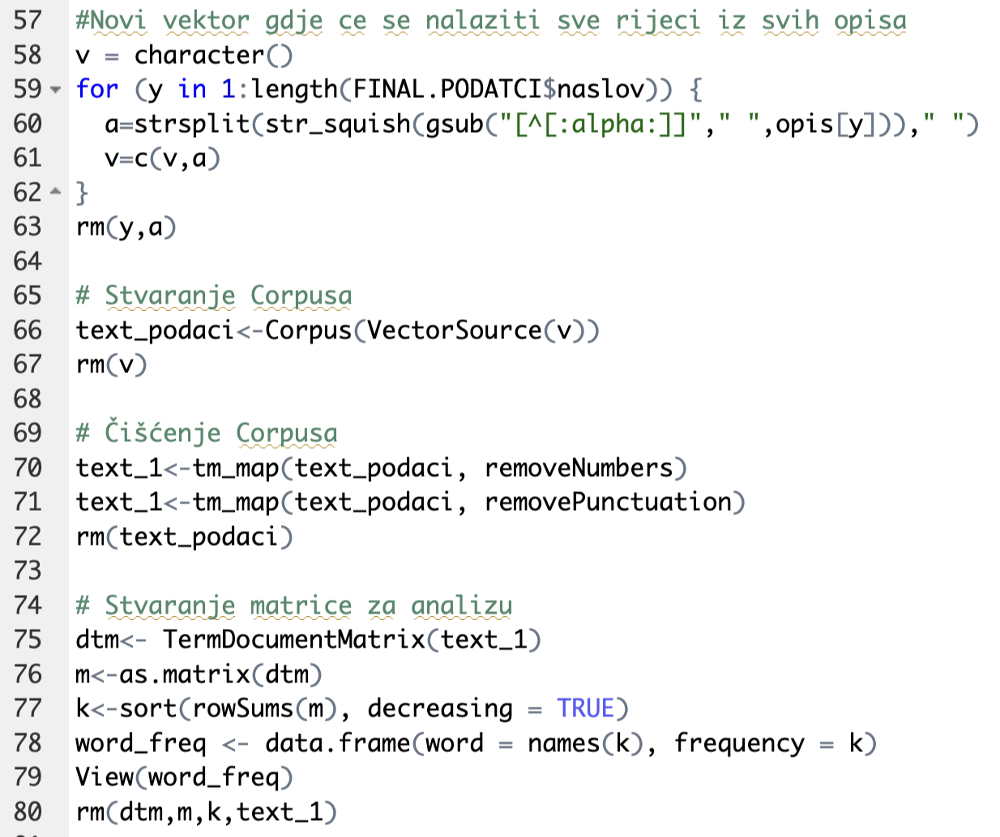 57 #Novi vektor gdje ce se nalaziti sve rijeci iz svih opisa
58 v = character()
59 for (y in 1:length(FINAL.PODATCI$naslov)) {
60 a=strsplit(str_squish(gsub("[^[:alpha:]]"," ",opis[y]))," ")
61 v=c(v,a)
62 }
63 rm(y,a)
64
65 # Stvaranje Corpusa
66 text_podaci<-Corpus(VectorSource(v))
67 rm(v)
68
69 # Čišćenje Corpusa
70 text_1<-tm_map(text_podaci, removeNumbers)
71 text_1<-tm_map(text_podaci, removePunctuation)
72 rm(text_podaci)
73
74 # Stvaranje matrice za analizu
75 dtm<- TermDocumentMatrix(text_1)
76 m<-as.matrix(dtm)
77 k<-sort(rowSums(m), decreasing = TRUE)
78 word_freq <- data.frame(word = names(k), frequency = k)
79 View(word_freq)
80 rm(dtm,m,k,text_1)